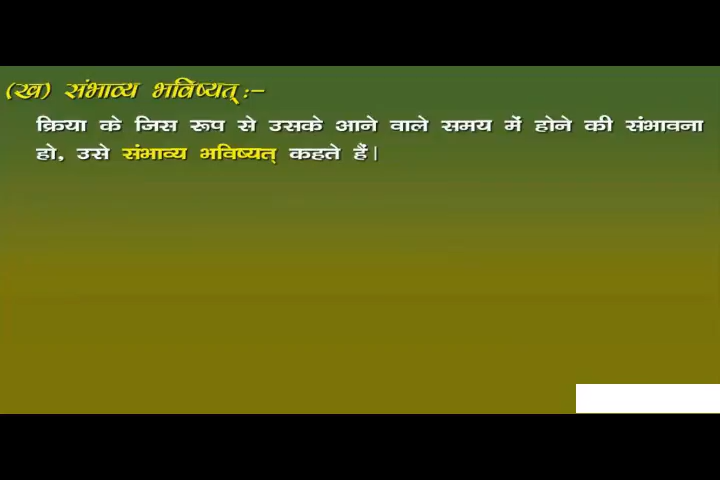 (ख) संभाव्य भविष्यत् :–
क्रिया के जिस रूप से उसके आने वाले समय में होने की संभावना
हो, उसे संभाव्य भविष्यत् कहते हैं।